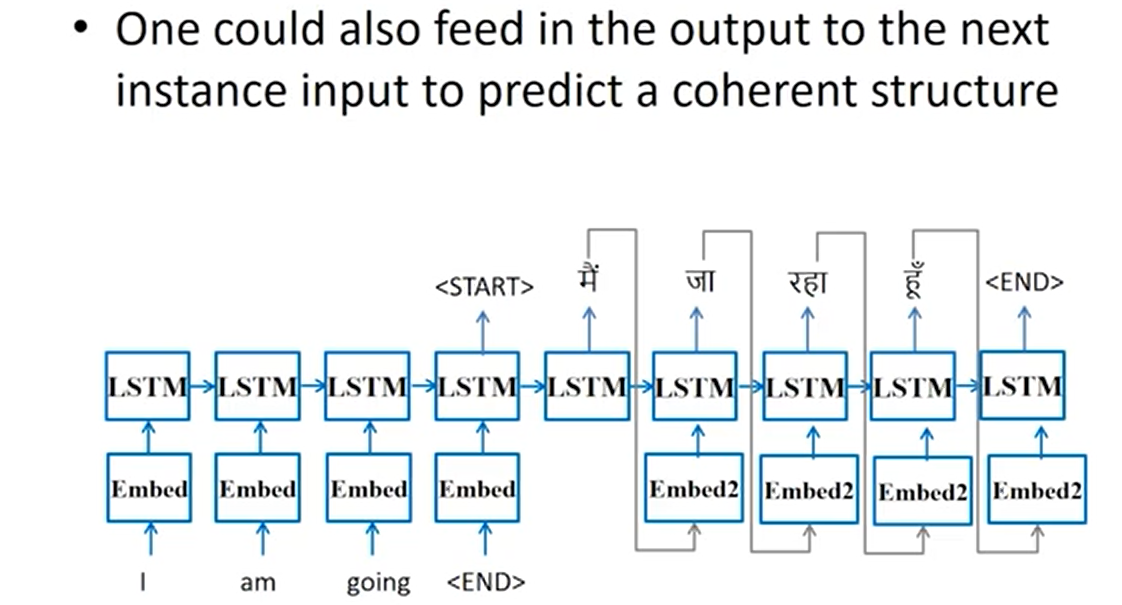 • One could also feed in the output to the next
instance input to predict a coherent structure
<START> मैं जा रहा हूँ <END>
LSTM LSTM LSTM LSTM LSTM LSTM LSTM LSTM LSTM
Embed Embed Embed Embed Embed2 Embed2 Embed2 Embed2
I am going <END>